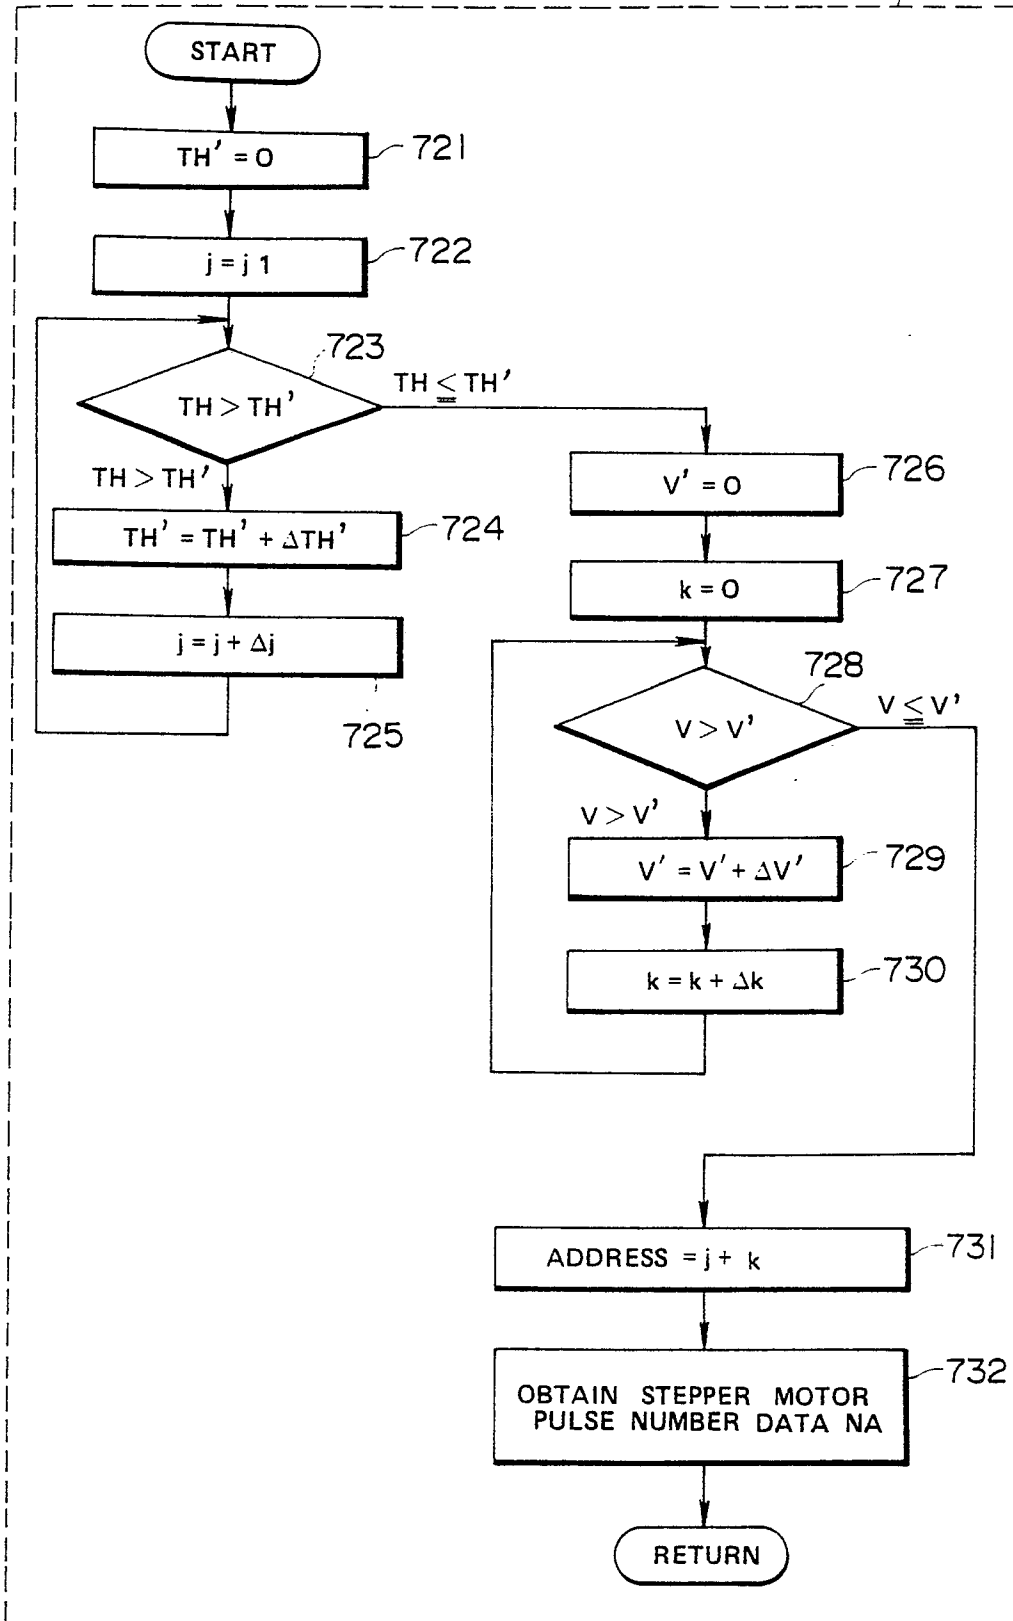 START
TH' = 0
721
j = j 1
722
723
TH > TH'
TH ≦ TH'
TH > TH'
TH' = TH' + ΔTH'
724
j = j + Δj
725
V' = 0
726
k = 0
727
728
V > V'
V ≦ V'
V > V'
V' = V' + ΔV'
729
k = k + Δk
730
ADDRESS = j + k
731
OBTAIN STEPPER MOTOR
PULSE NUMBER DATA NA
732
RETURN